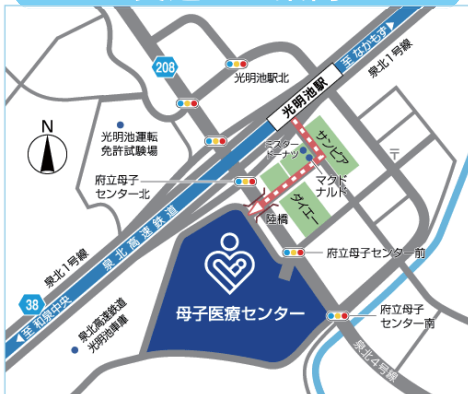 208
光明池駅北
至 なかもず
泉北1号線
光明池駅
N
光明池運転
免許試験場
サンピア
ミスター
ドーナツ
マクド
ナルド
〒
府立母子
センター北
ダイエー
陸橋
泉北高速鉄道
府立母子センター前
泉北1号線
38
至 和泉中央
母子医療センター
泉北高速鉄道
光明池車庫
府立母子
センター南
泉北4号線